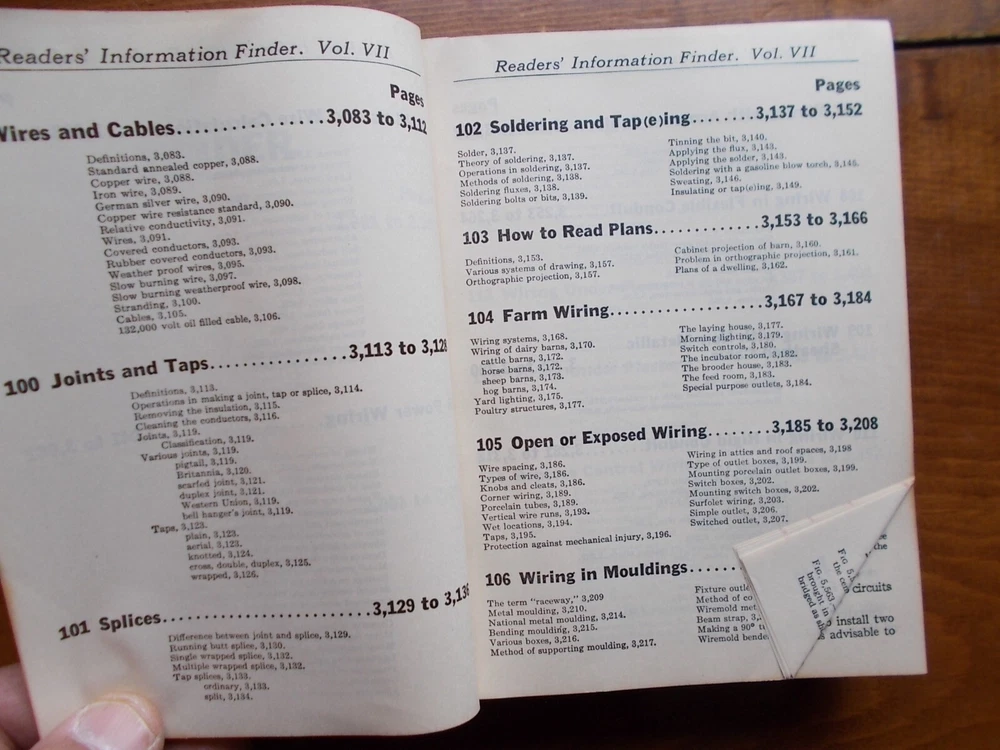 Readers' Information Finder. Vol. VII
Pages
Wires and Cables................3,083 to 3,112
Definitions, 3,083.
Standard annealed copper, 3,088.
Copper wire, 3,088.
Iron wire, 3,089.
German silver wire, 3,090.
Copper wire resistance standard, 3,090.
Relative conductivity, 3,091.
Wires, 3,091.
Covered conductors, 3,093.
Rubber covered conductors, 3,093.
Weather proof wires, 3,095.
Slow burning wire, 3,097.
Slow burning weatherproof wire, 3,098.
Stranding, 3,100.
Cables, 3,105.
132,000 volt oil filled cable, 3,106.
100 Joints and Taps...............3,113 to 3,128
Definitions, 3,113.
Operations in making a joint, tap or splice, 3,114.
Removing the insulation, 3,115.
Cleaning the conductors, 3,116.
Joints, 3,119.
Classification, 3,119.
Various joints, 3,119.
pigtail, 3,119.
Britannia, 3,120.
scarfed joint, 3,121.
duplex joint, 3,121.
Western Union, 3,119.
bell hanger's joint, 3,119.
Taps, 3,123.
plain, 3,123.
aerial, 3,123.
knotted, 3,124.
cross, double, duplex, 3,125.
wrapped, 3,126.
101 Splices.......................3,129 to 3,136
Difference between joint and splice, 3,129.
Running butt splice, 3,130.
Single wrapped splice, 3,132.
Multiple wrapped splice, 3,132.
Tap splices, 3,133.
ordinary, 3,133.
split, 3,134.
Readers' Information Finder. Vol. VII
Pages
102 Soldering and Tap(e)ing........3,137 to 3,152
Solder, 3,137.
Theory of soldering, 3,137.
Operations in soldering, 3,137.
Methods of soldering, 3,138.
Soldering fluxes, 3,138.
Soldering bolts or bits, 3,139.
Tinning the bit, 3,140.
Applying the flux, 3,143.
Applying the solder, 3,143.
Soldering with a gasoline blow torch, 3,145.
Sweating, 3,146.
Insulating or tap(e)ing, 3,149.
103 How to Read Plans.............3,153 to 3,166
Definitions, 3,153.
Various systems of drawing, 3,157.
Orthographic projection, 3,157.
Cabinet projection of barn, 3,160.
Problem in orthographic projection, 3,161.
Plans of a dwelling, 3,162.
104 Farm Wiring..................3,167 to 3,184
Wiring systems, 3,168.
Wiring of dairy barns, 3,170.
cattle barns, 3,172.
horse barns, 3,172.
sheep barns, 3,173.
hog barns, 3,174.
Yard lighting, 3,175.
Poultry structures, 3,177.
The laying house, 3,177.
Morning lighting, 3,179.
Switch controls, 3,180.
The incubator room, 3,182.
The brooder house, 3,183.
The feed room, 3,183.
Special purpose outlets, 3,184.
105 Open or Exposed Wiring........3,185 to 3,208
Wire spacing, 3,186.
Types of wire, 3,186.
Knobs and cleats, 3,186.
Corner wiring, 3,189.
Porcelain tubes, 3,189.
Vertical wire runs, 3,193.
Wet locations, 3,194.
Taps, 3,195.
Protection against mechanical injury, 3,196.
Wiring in attics and roof spaces, 3,198
Type of outlet boxes, 3,199.
Mounting porcelain outlet boxes, 3,199.
Switch boxes, 3,202.
Mounting switch boxes, 3,202.
Surfolet wiring, 3,203.
Simple outlet, 3,206.
Switched outlet, 3,207.
106 Wiring in Mouldings......
The term "raceway," 3,209
Metal moulding, 3,210.
National metal moulding, 3,214.
Bending moulding, 3,215.
Various boxes, 3,216.
Method of supporting moulding, 3,217.
Fixture
Method of
Wiremold
Beam strap,
Making a 90°
Wiremold
the
circuits
install two
advisable to